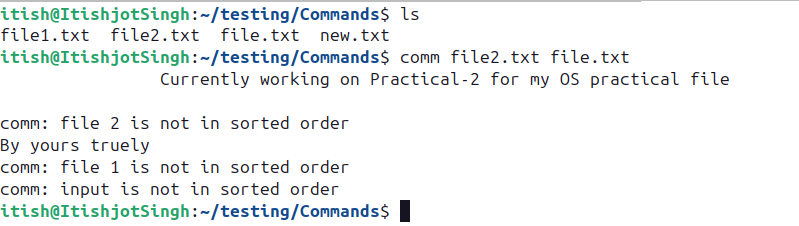 itish@ItishjotSingh:~/testing/Commands$ ls
file1.txt  file2.txt  file.txt  new.txt
itish@ItishjotSingh:~/testing/Commands$ comm file2.txt file.txt
                Currently working on Practical-2 for my OS practical file

comm: file 2 is not in sorted order
By yours truely
comm: file 1 is not in sorted order
comm: input is not in sorted order
itish@ItishjotSingh:~/testing/Commands$